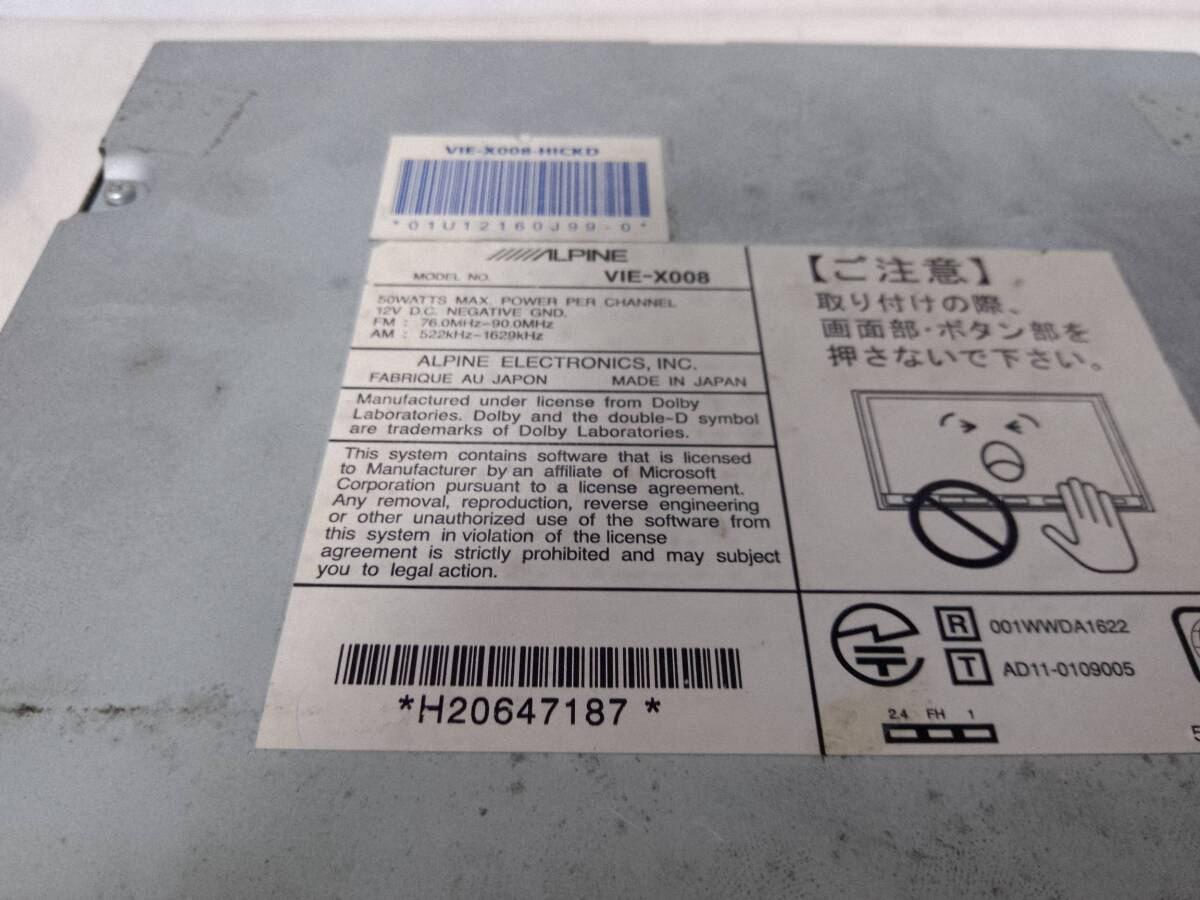 VIE-X008-HICKD
*01U12160J99-0*
ALPINE
MODEL NO. VIE-X008
50WATTS MAX. POWER PER CHANNEL
12V D.C. NEGATIVE GND.
FM : 76.0MHz-90.0MHz
AM : 522kHz-1629kHz
ALPINE ELECTRONICS, INC.
FABRIQUE AU JAPON MADE IN JAPAN
Manufactured under license from Dolby
Laboratories. Dolby and the double-D symbol
are trademarks of Dolby Laboratories.
This system contains software that is licensed
to Manufacturer by an affiliate of Microsoft
Corporation pursuant to a license agreement.
Any removal, reproduction, reverse engineering
or other unauthorized use of the software from
this system in violation of the license
agreement is strictly prohibited and may subject
you to legal action.
*H20647187 *
【ご注意】
取り付けの際、
画面部・ボタン部を
押さないで下さい。
R 001WWDA1622
T AD11-0109005
2.4 FH 1
5